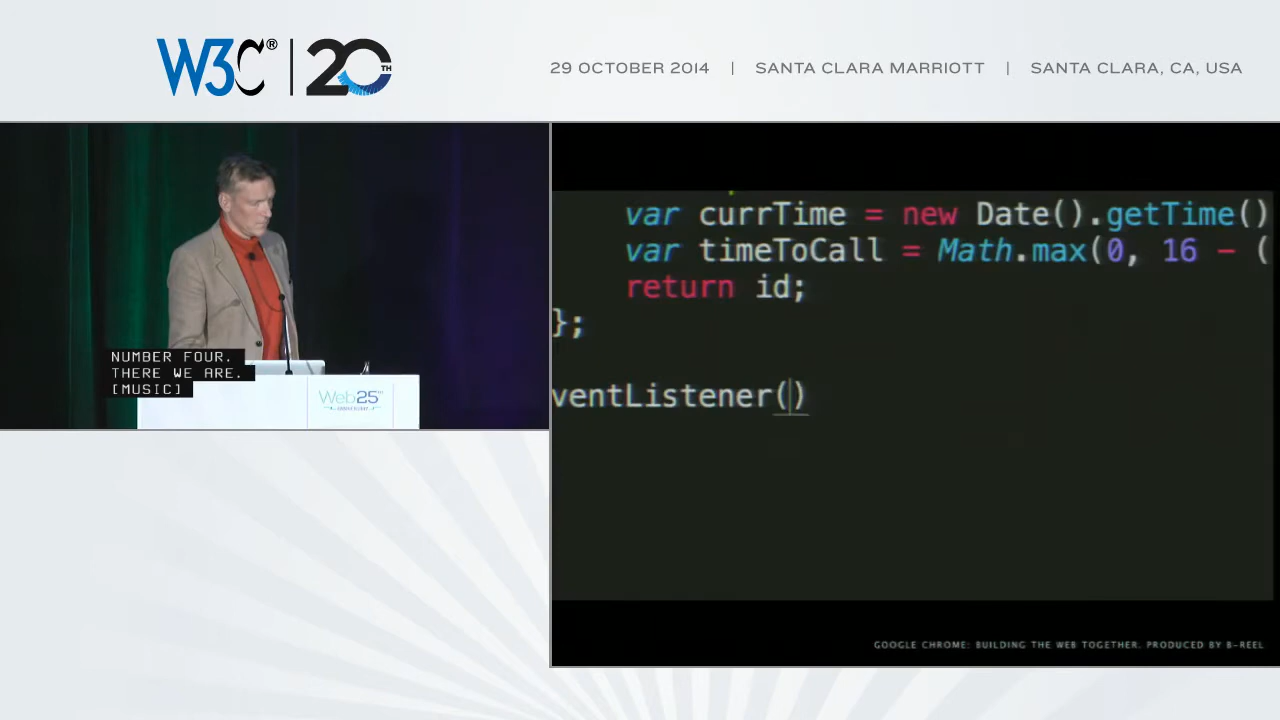 W3C® | 20TH
29 OCTOBER 2014 | SANTA CLARA MARRIOTT | SANTA CLARA, CA, USA
NUMBER FOUR.
THERE WE ARE.
[MUSIC]
Web25TH
var currTime = new Date().getTime()
var timeToCall = Math.max(0, 16 - (
return id;
};
ventListener()
GOOGLE CHROME: BUILDING THE WEB TOGETHER. PRODUCED BY B-REEL